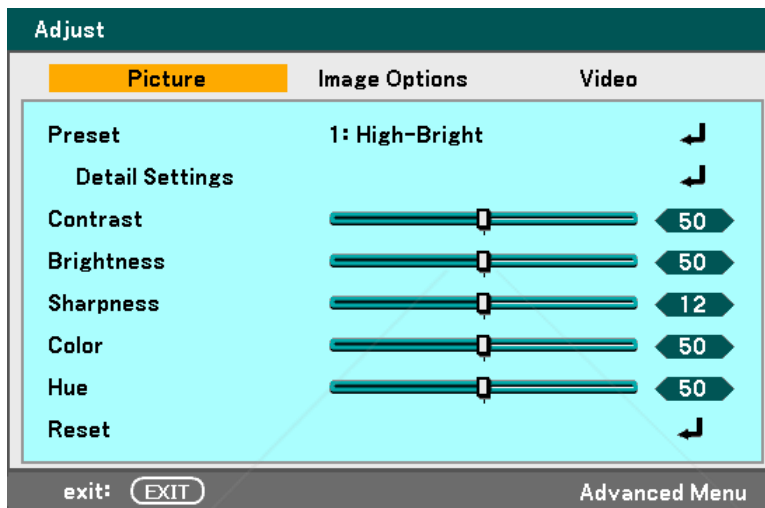 Adjust
Picture Image Options Video
Preset 1: High-Bright
Detail Settings
Contrast 50
Brightness 50
Sharpness 12
Color 50
Hue 50
Reset
exit: EXIT Advanced Menu